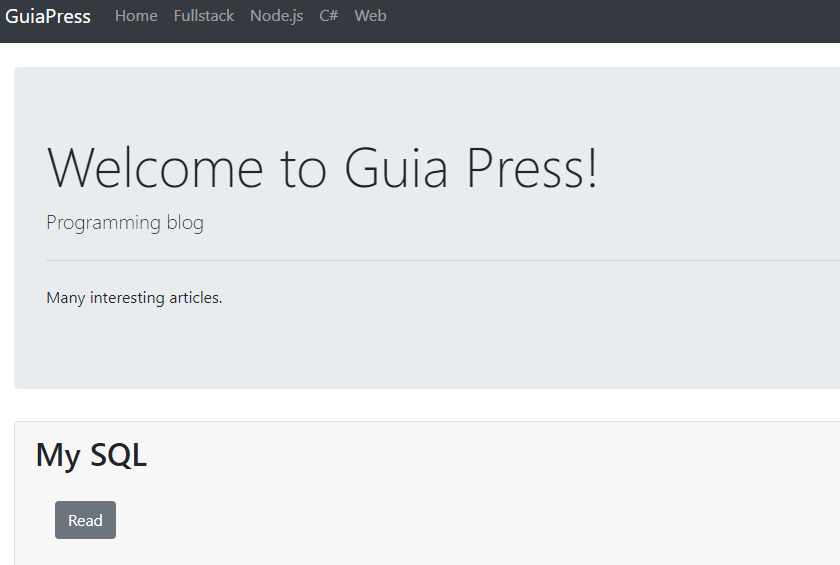 GuiaPress Home Fullstack Node.js C# Web
Welcome to Guia Press!
Programming blog
Many interesting articles.
My SQL
Read